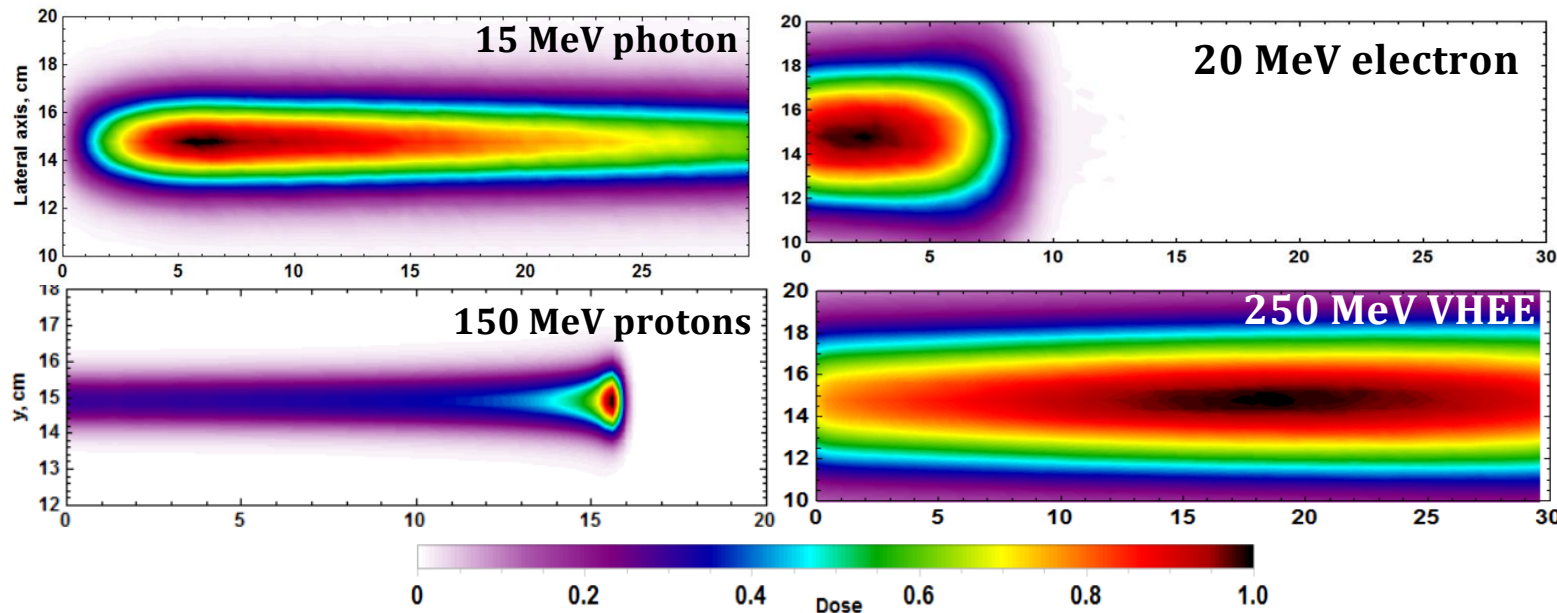 15 MeV photon
Lateral axis, cm
20
18
16
14
12
10
0 5 10 15 20 25
20 MeV electron
20
18
16
14
12
10
0 5 10 15 20 25 30
150 MeV protons
y, cm
18
17
16
15
14
13
12
0 5 10 15 20
250 MeV VHEE
20
18
16
14
12
10
0 5 10 15 20 25 30
0 0.2 0.4 0.6 0.8 1.0
Dose